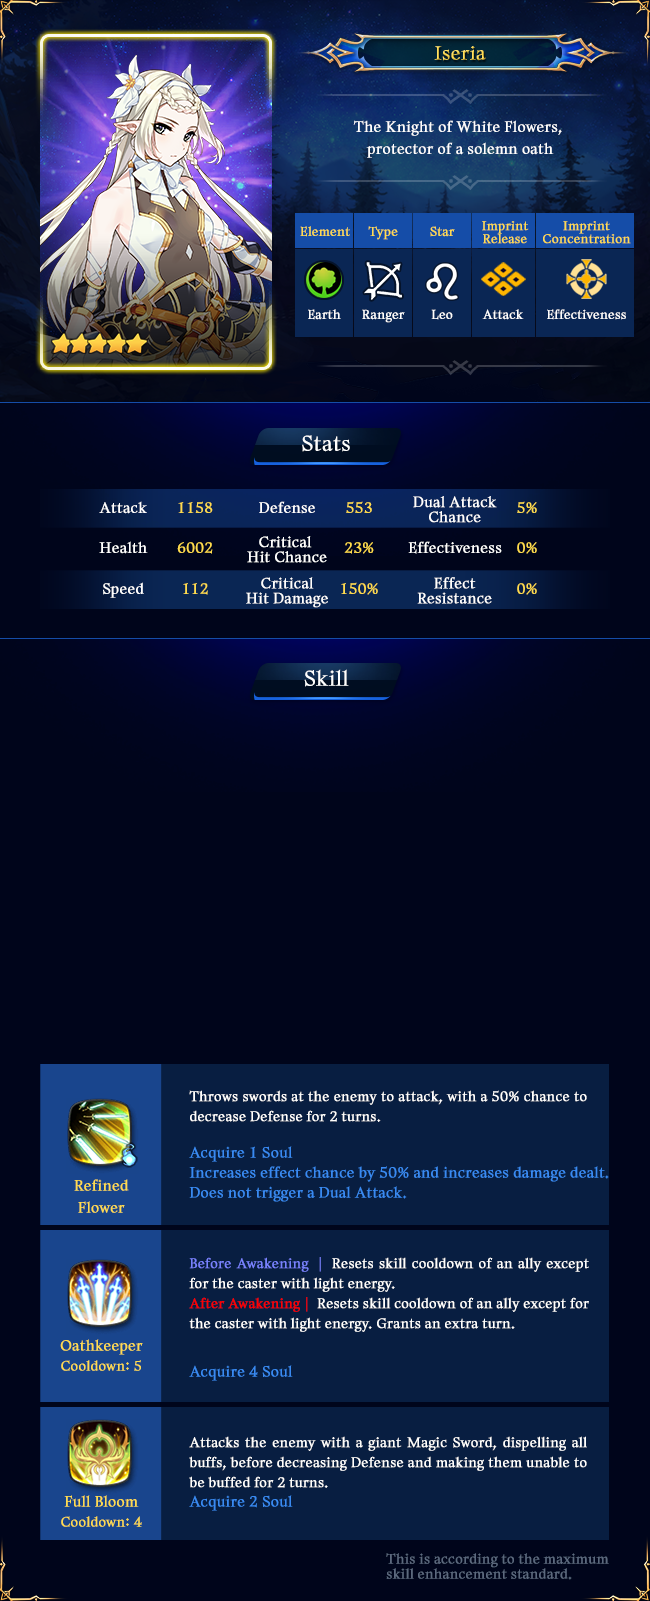 Iseria
The Knight of White Flowers,
protector of a solemn oath
Element Type Star Imprint Release Imprint Concentration
Earth Ranger Leo Attack Effectiveness
Stats
Attack 1158 Defense 553 Dual Attack Chance 5%
Health 6002 Critical Hit Chance 23% Effectiveness 0%
Speed 112 Critical Hit Damage 150% Effect Resistance 0%
Skill
Refined
Flower
Throws swords at the enemy to attack, with a 50% chance to
decrease Defense for 2 turns.
Acquire 1 Soul
Increases effect chance by 50% and increases damage dealt.
Does not trigger a Dual Attack.
Oathkeeper
Cooldown: 5
Before Awakening | Resets skill cooldown of an ally except
for the caster with light energy.
After Awakening | Resets skill cooldown of an ally except for
the caster with light energy. Grants an extra turn.
Acquire 4 Soul
Full Bloom
Cooldown: 4
Attacks the enemy with a giant Magic Sword, dispelling all
buffs, before decreasing Defense and making them unable to
be buffed for 2 turns.
Acquire 2 Soul
This is according to the maximum
skill enhancement standard.